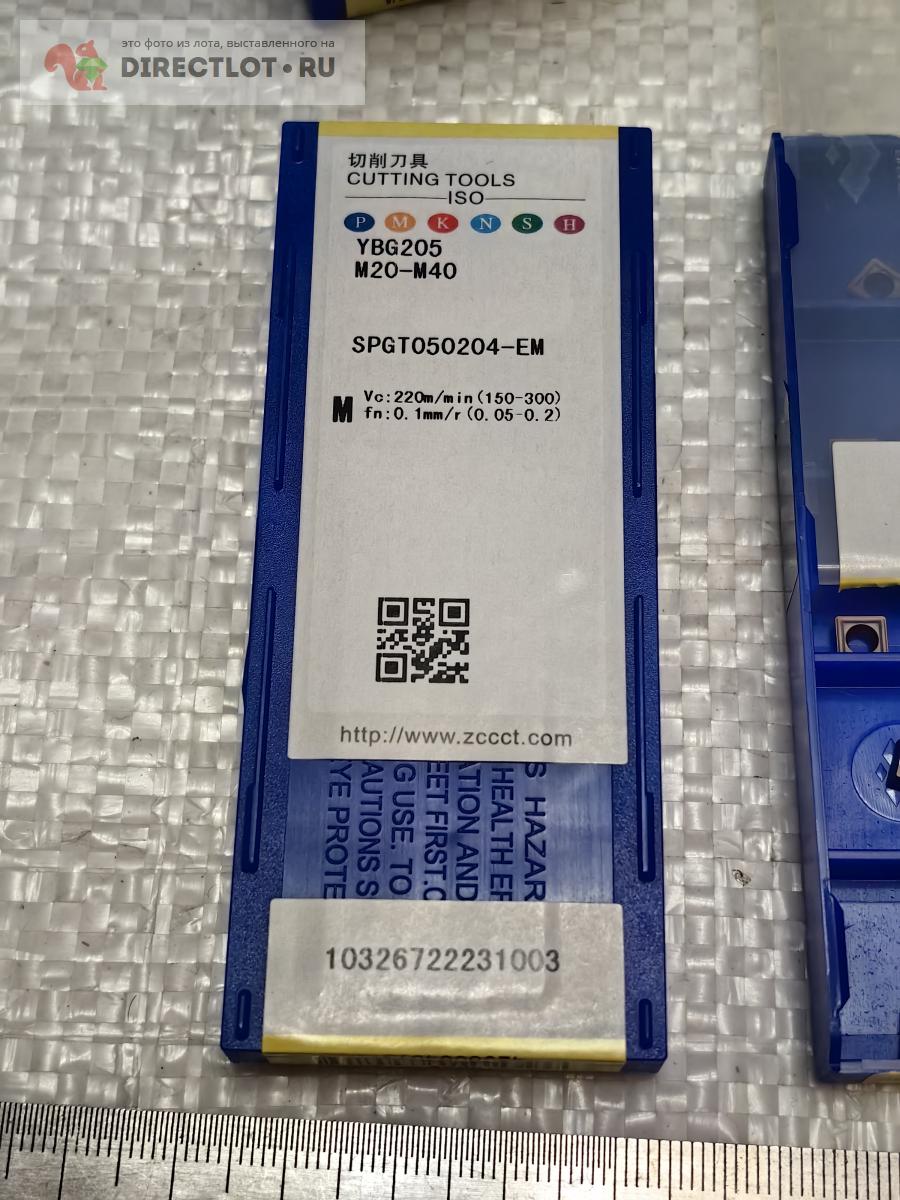 это фото из лота, выставленного на
DIRECTLOT.RU
切削刀具
CUTTING TOOLS
ISO
P M K N S H
YBG205
M20-M40
SPGT050204-EM
M
Vc:220m/min(150-300)
fn:0.1mm/r(0.05-0.2)
http://www.zccct.com
S HAZAR
HEALTH EF
ATION AND
EET FIRST.
G USE. TO
AUTIONS S
YE PROTE
10326722231003